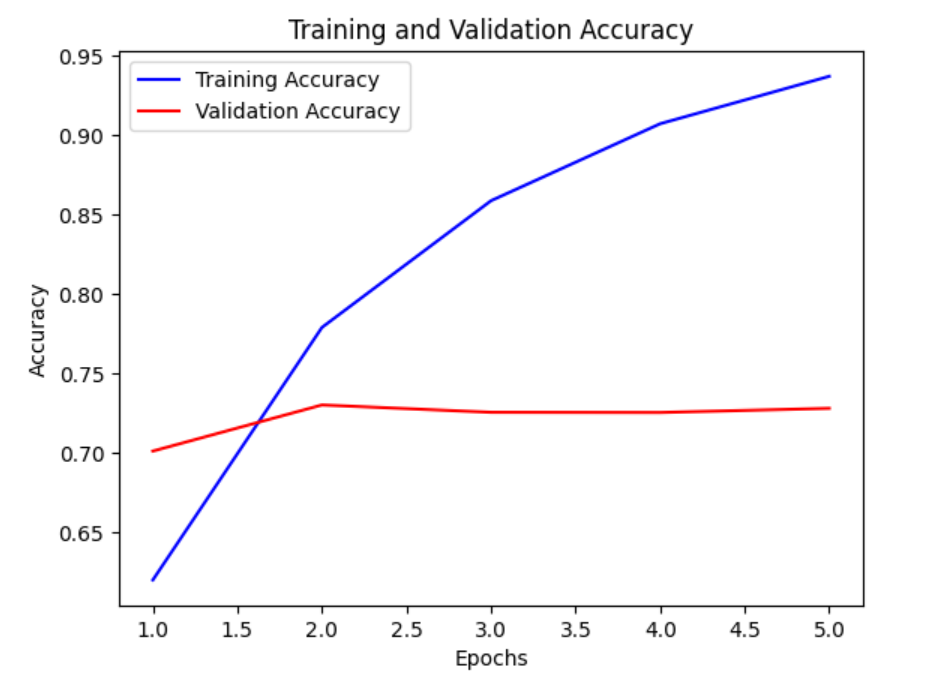 Training and Validation Accuracy
Training Accuracy
Validation Accuracy
0.95
0.90
0.85
0.80
0.75
0.70
0.65
Accuracy
1.0 1.5 2.0 2.5 3.0 3.5 4.0 4.5 5.0
Epochs